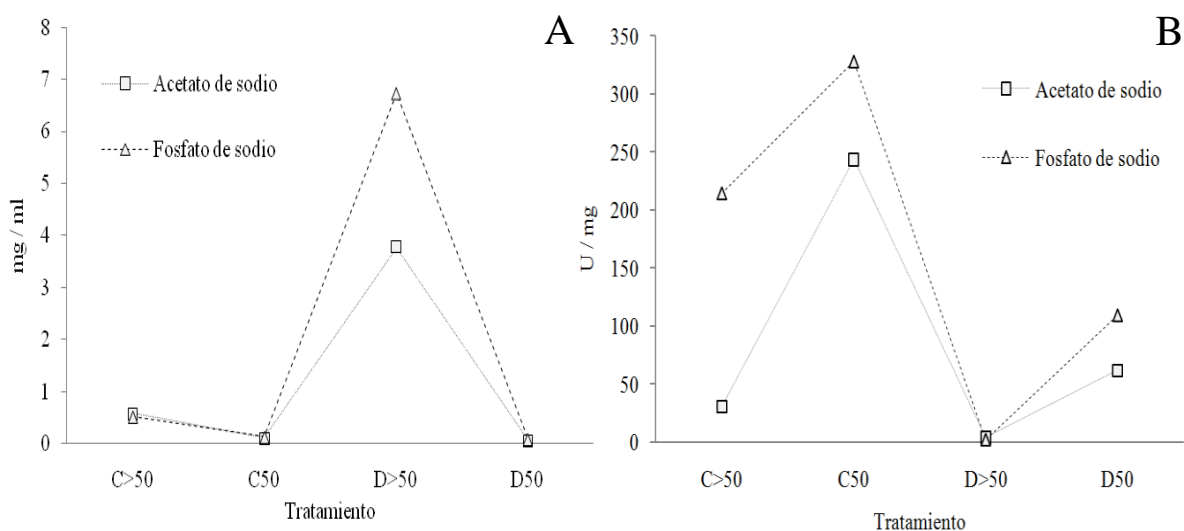 A
8
7
6
5
4
3
2
1
0
mg / ml
Acetato de sodio
Fosfato de sodio
C>50
C50
D>50
D50
Tratamiento
B
350
300
250
200
150
100
50
0
U / mg
Acetato de sodio
Fosfato de sodio
C>50
C50
D>50
D50
Tratamiento